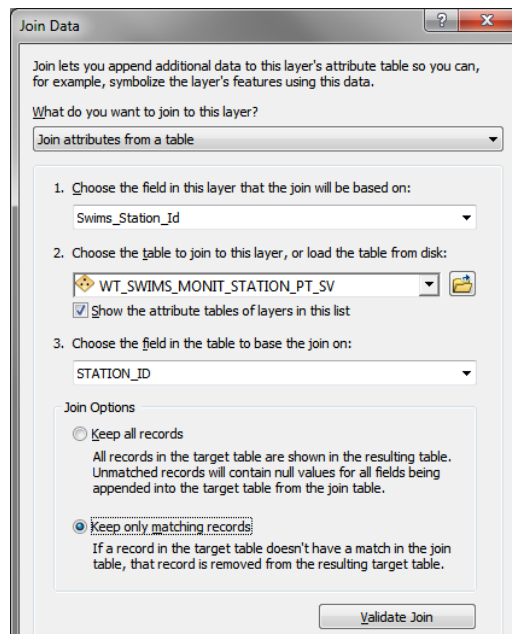 Join Data
?
Join lets you append additional data to this layer's attribute table so you can,
for example, symbolize the layer's features using this data.
What do you want to join to this layer?
Join attributes from a table
1. Choose the field in this layer that the join will be based on:
Swims_Station_Id
2. Choose the table to join to this layer, or load the table from disk:
WT_SWIMS_MONIT_STATION_PT_SV
Show the attribute tables of layers in this list
3. Choose the field in the table to base the join on:
STATION_ID
Join Options
Keep all records
All records in the target table are shown in the resulting table.
Unmatched records will contain null values for all fields being
appended into the target table from the join table.
Keep only matching records
If a record in the target table doesn't have a match in the join
table, that record is removed from the resulting target table.
Validate Join